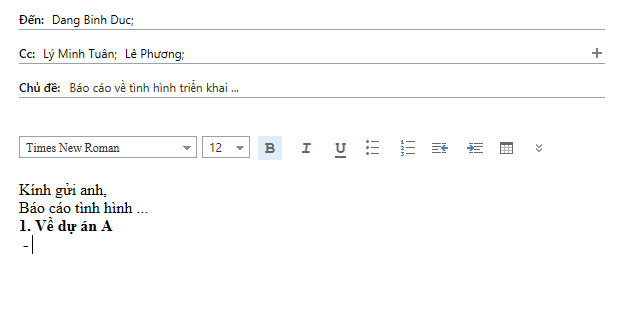 Đến: Dang Binh Duc;
Cc: Lý Minh Tuân; Lê Phương;
Chủ đề: Báo cáo về tình hình triển khai ...
Times New Roman 12 B I U
Kính gửi anh,
Báo cáo tình hình ...
1. Về dự án A
-